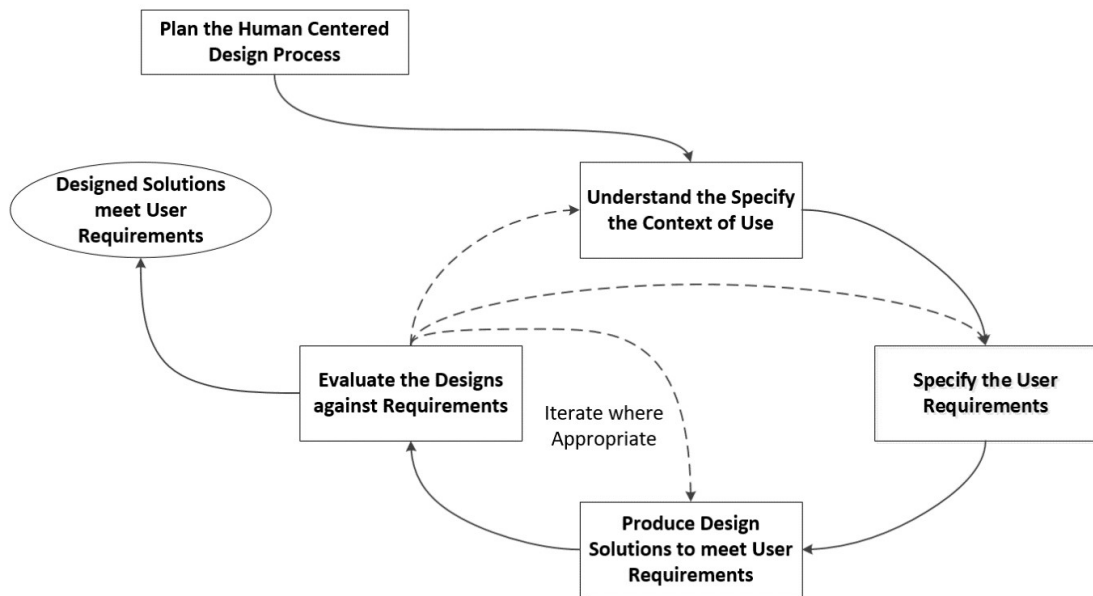 Plan the Human Centered
Design Process
Understand the Specify
the Context of Use
Designed Solutions
meet User
Requirements
Evaluate the Designs
against Requirements
Specify the User
Requirements
Iterate where
Appropriate
Produce Design
Solutions to meet User
Requirements